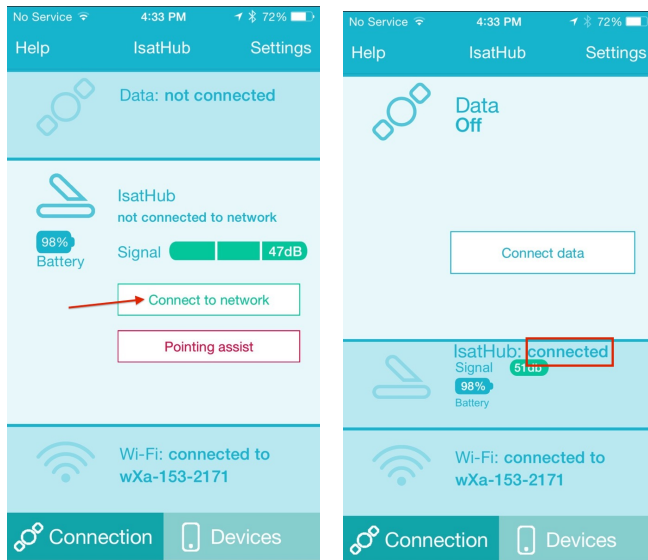 No Service 4:33 PM 72%
Help IsatHub Settings
Data: not connected
IsatHub
not connected to network
98%
Battery
Signal 47dB
Connect to network
Pointing assist
Wi-Fi: connected to
wXa-153-2171
Connection Devices
No Service 4:33 PM 72%
Help IsatHub Settings
Data
Off
Connect data
IsatHub: connected
Signal 51db
98%
Battery
Wi-Fi: connected to
wXa-153-2171
Connection Devices